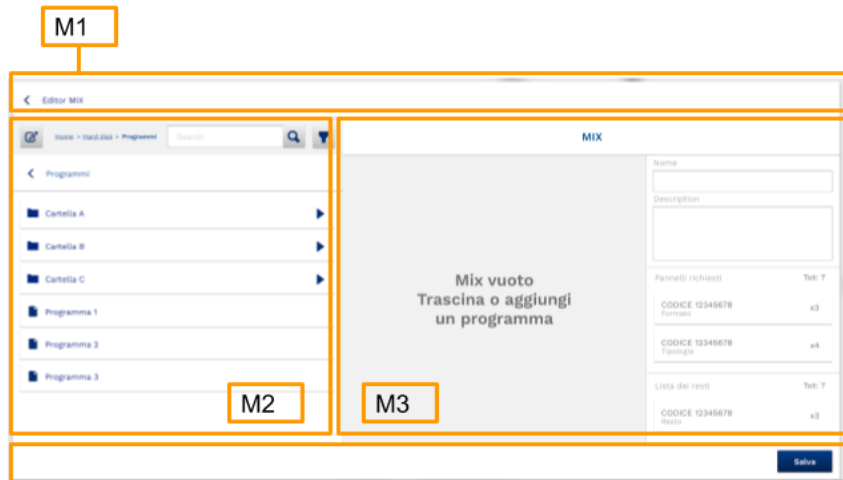 M1
Editor MIX
Home > Hard disk > Programmi
Search
Programmi
Cartella A
Cartella B
Cartella C
Programma 1
Programma 2
Programma 3
M2
MIX
Mix vuoto
Trascina o aggiungi
un programma
M3
Name
Description
Pannelli richiesti Tot: 7
CODICE 12345678 x3
Formato
CODICE 12345678 x4
Tipologia
Lista dei resti Tot: 7
CODICE 12345678 x3
Resto
Salva